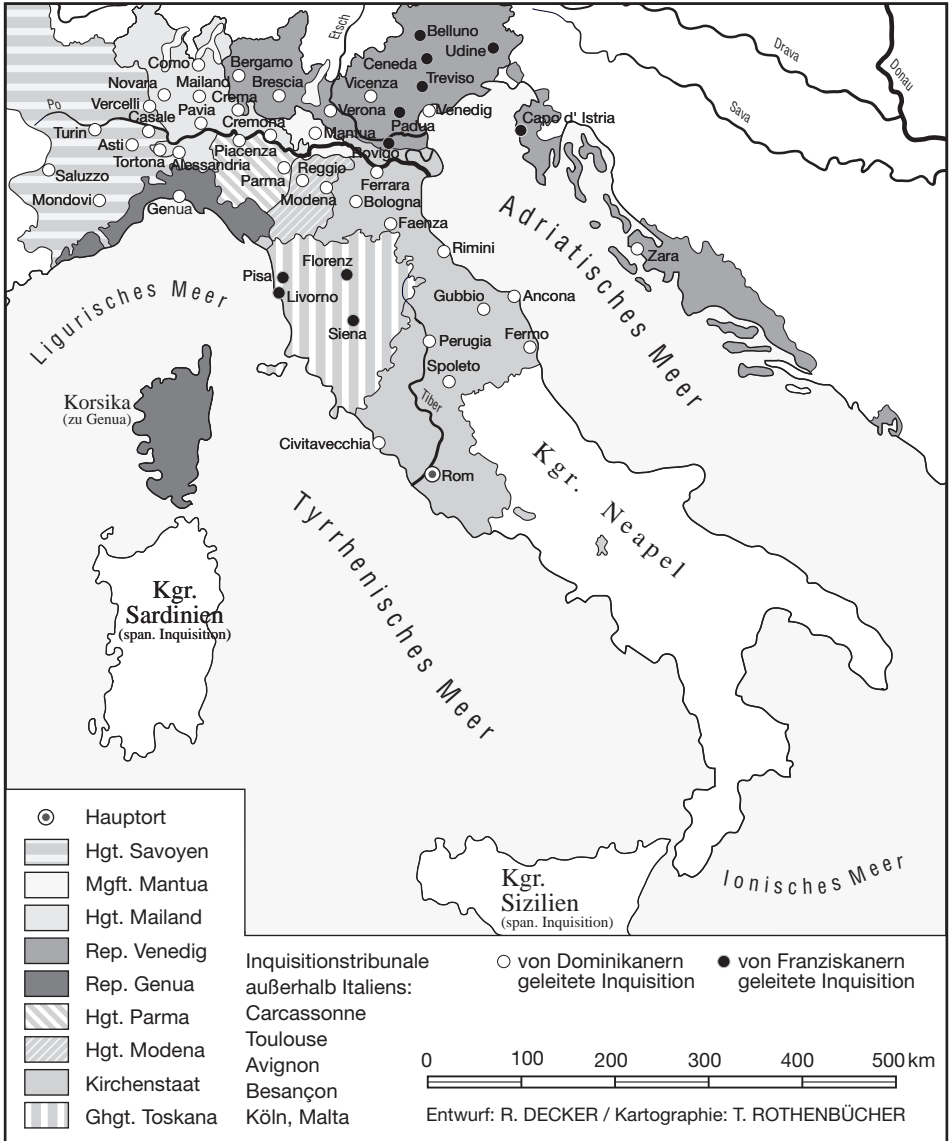 Etsch
Belluno
Udine
Ceneda
Treviso
Drava
Donau
Sava
Como
Bergamo
Novara
Mailand
Brescia
Vicenza
Vercelli
Crema
Verona
Venedig
Po
Casale
Pavia
Cremona
Padua
Capo d' Istria
Turin
Mantua
Asti
Piacenza
Rovigo
Tortona
Alessandria
Parma
Reggio
Ferrara
Saluzzo
Mondovi
Genua
Modena
Bologna
Faenza
Adriatisches Meer
Rimini
Zara
Pisa
Florenz
Livorno
Gubbio
Ancona
Ligurisches Meer
Siena
Perugia
Fermo
Spoleto
Tiber
Korsika
(zu Genua)
Civitavecchia
Rom
Kgr. Neapel
Tyrrhenisches Meer
Kgr.
Sardinien
(span. Inquisition)
Kgr.
Sizilien
(span. Inquisition)
Ionisches Meer
Hauptort
Hgt. Savoyen
Mgft. Mantua
Hgt. Mailand
Rep. Venedig
Rep. Genua
Hgt. Parma
Hgt. Modena
Kirchenstaat
Ghgt. Toskana
Inquisitionstribunale
außerhalb Italiens:
Carcassonne
Toulouse
Avignon
Besançon
Köln, Malta
von Dominikanern
geleitete Inquisition
von Franziskanern
geleitete Inquisition
0 100 200 300 400 500 km
Entwurf: R. DECKER / Kartographie: T. ROTHENBÜCHER